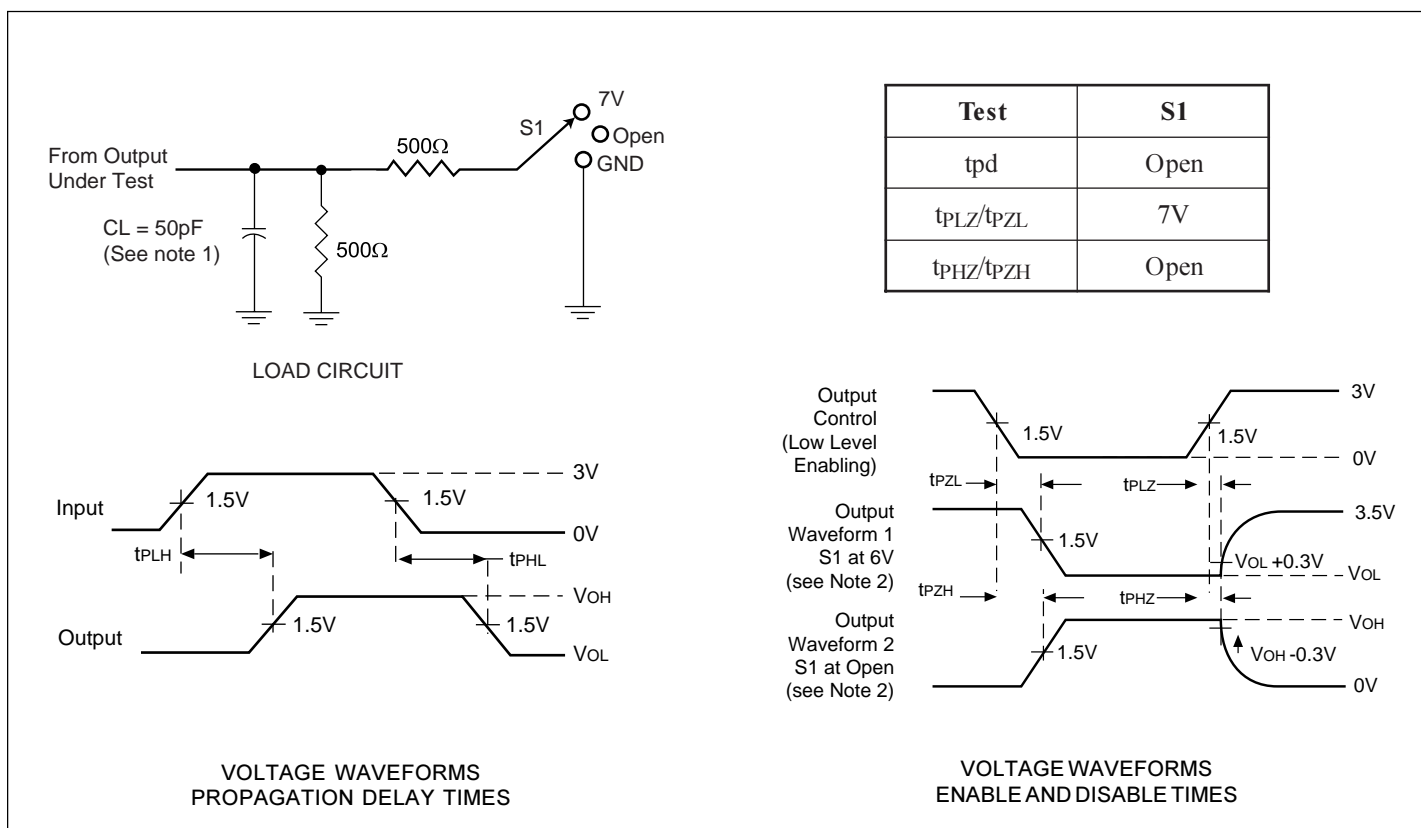 7V
S1
Open
500Ω
GND
From Output
Under Test
CL = 50pF
(See note 1)
500Ω
LOAD CIRCUIT
Test S1
tpd Open
tPLZ/tPZL 7V
tPHZ/tPZH Open
3V
Input 1.5V 1.5V
0V
tPLH tPHL
VOH
Output 1.5V 1.5V
VOL
VOLTAGE WAVEFORMS
PROPAGATION DELAY TIMES
Output
Control
(Low Level
Enabling)
3V
1.5V 1.5V
0V
tPZL tPLZ
Output
Waveform 1
S1 at 6V
(see Note 2)
3.5V
1.5V
VOL +0.3V
VOL
tPZH tPHZ
Output
Waveform 2
S1 at Open
(see Note 2)
VOH
1.5V
VOH -0.3V
0V
VOLTAGE WAVEFORMS
ENABLE AND DISABLE TIMES